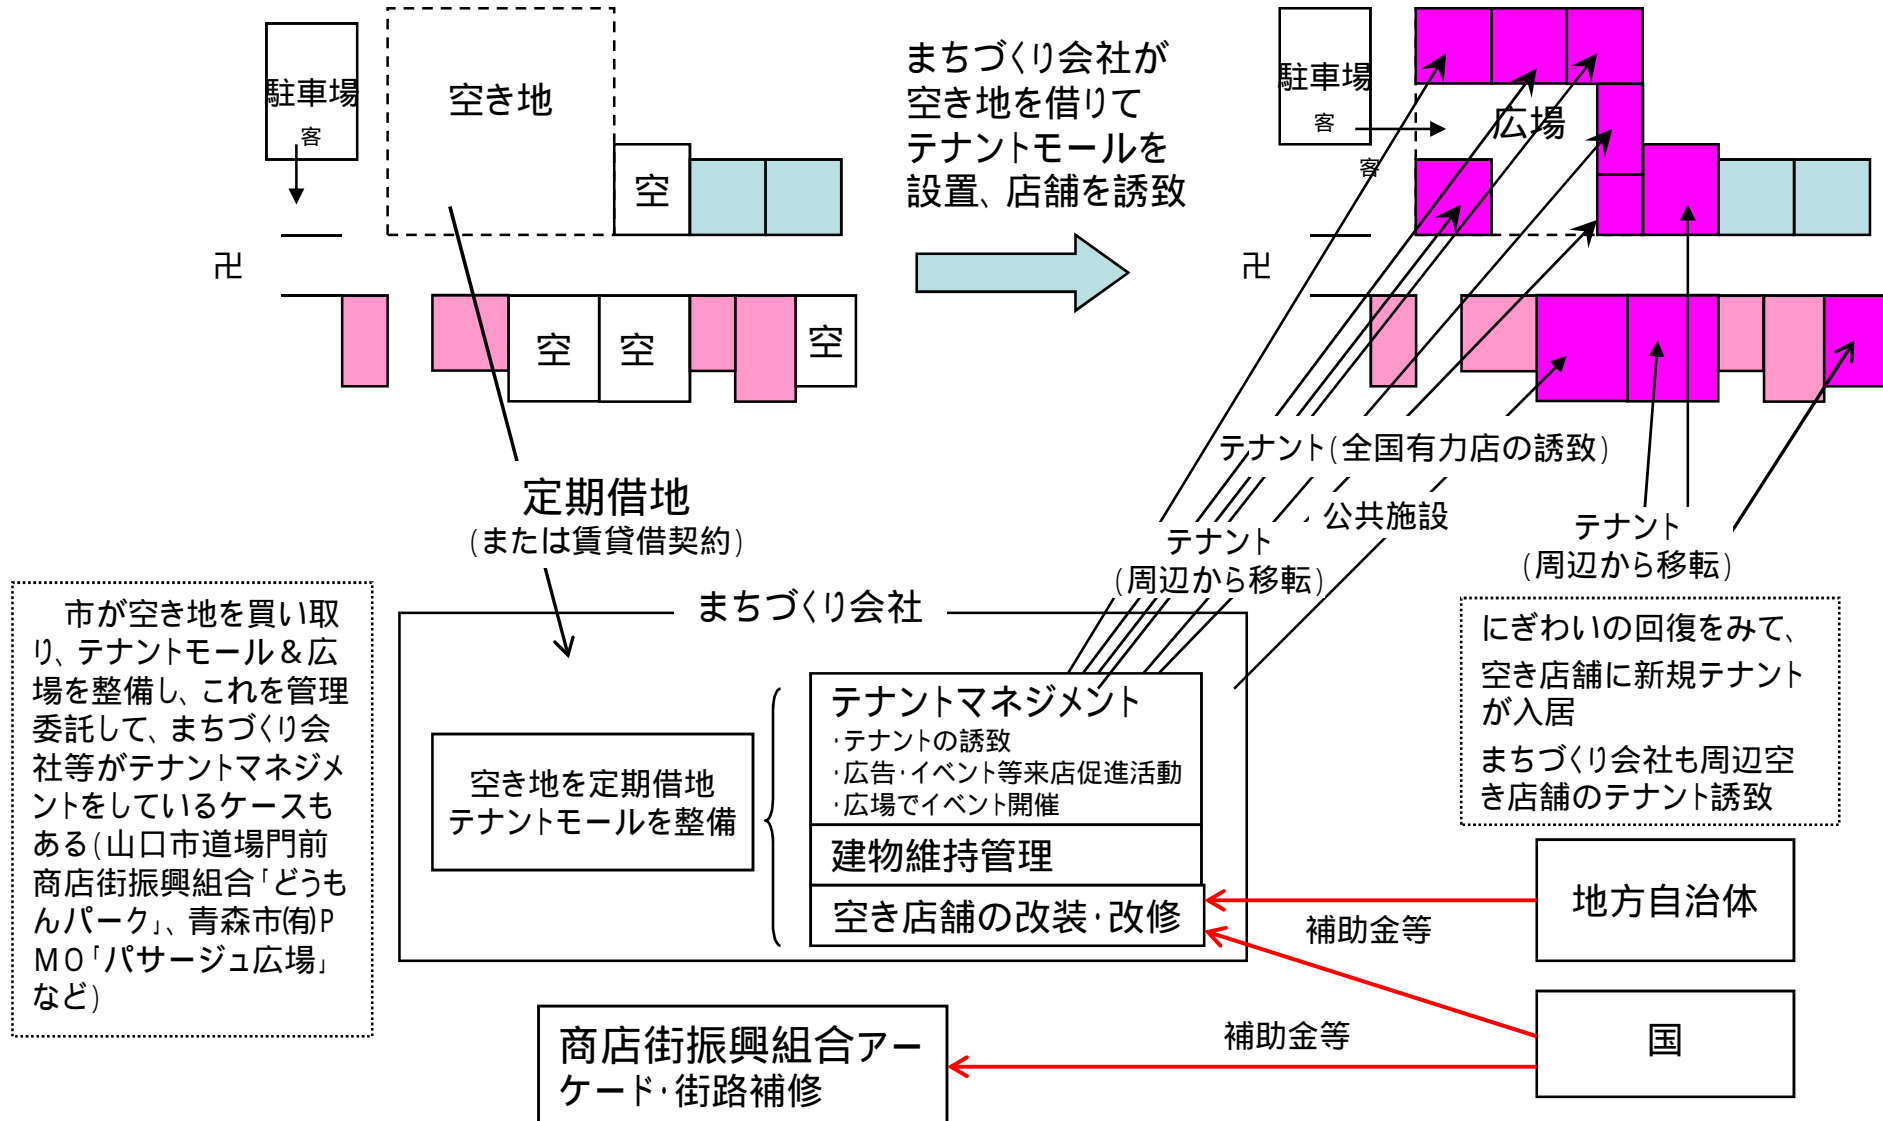 駐車場
客
空き地
空
卍
空
空
空
まちづくり会社が
空き地を借りて
テナントモールを
設置、店舗を誘致
駐車場
客
客
広場
卍
定期借地
(または賃貸借契約)
テナント(全国有力店の誘致)
公共施設
テナント
(周辺から移転)
テナント
(周辺から移転)
市が空き地を買い取
り、テナントモール&広
場を整備し、これを管理
委託して、まちづくり会
社等がテナントマネジメ
ントをしているケースも
ある(山口市道場門前
商店街振興組合「どうも
んパーク」、青森市㈲P
MO「パサージュ広場」
など)
まちづくり会社
空き地を定期借地
テナントモールを整備
テナントマネジメント
・テナントの誘致
・広告・イベント等来店促進活動
・広場でイベント開催
建物維持管理
空き店舗の改装・改修
にぎわいの回復をみて、
空き店舗に新規テナント
が入居
まちづくり会社も周辺空
き店舗のテナント誘致
地方自治体
補助金等
国
補助金等
商店街振興組合アー
ケード・街路補修